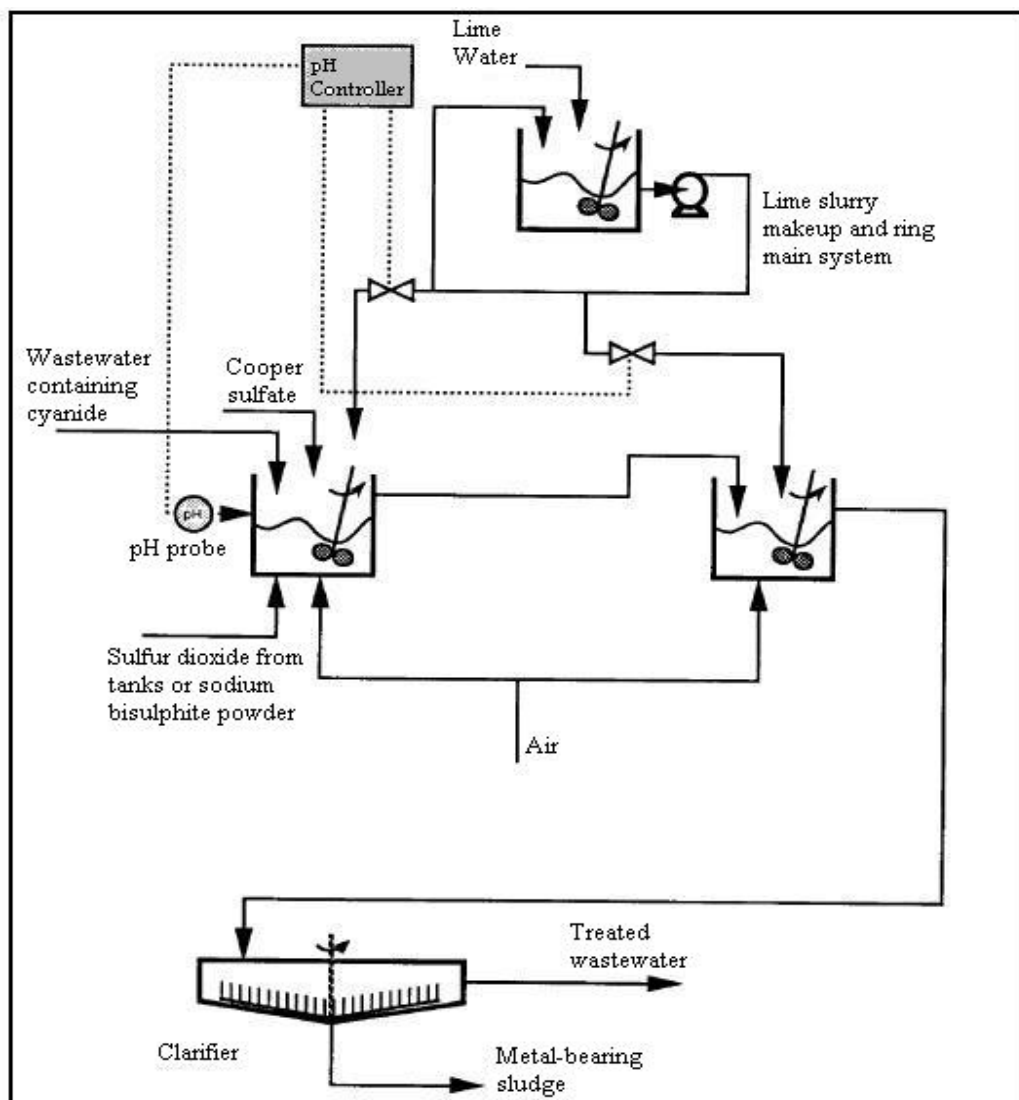 Lime
Water
pH
Controller
Lime slurry
makeup and ring
main system
Wastewater
containing
cyanide
Cooper
sulfate
pH
pH probe
Sulfur dioxide from
tanks or sodium
bisulphite powder
Air
Treated
wastewater
Clarifier
Metal-bearing
sludge